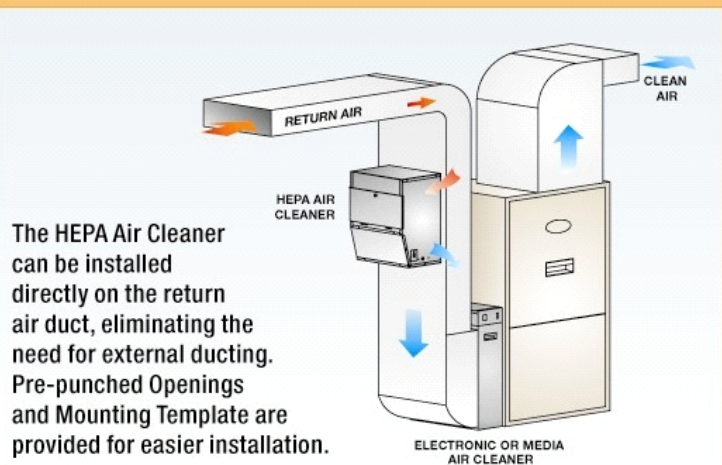 RETURN AIR
CLEAN
AIR
HEPA AIR
CLEANER
The HEPA Air Cleaner
can be installed
directly on the return
air duct, eliminating the
need for external ducting.
Pre-punched Openings
and Mounting Template are
provided for easier installation.
ELECTRONIC OR MEDIA
AIR CLEANER